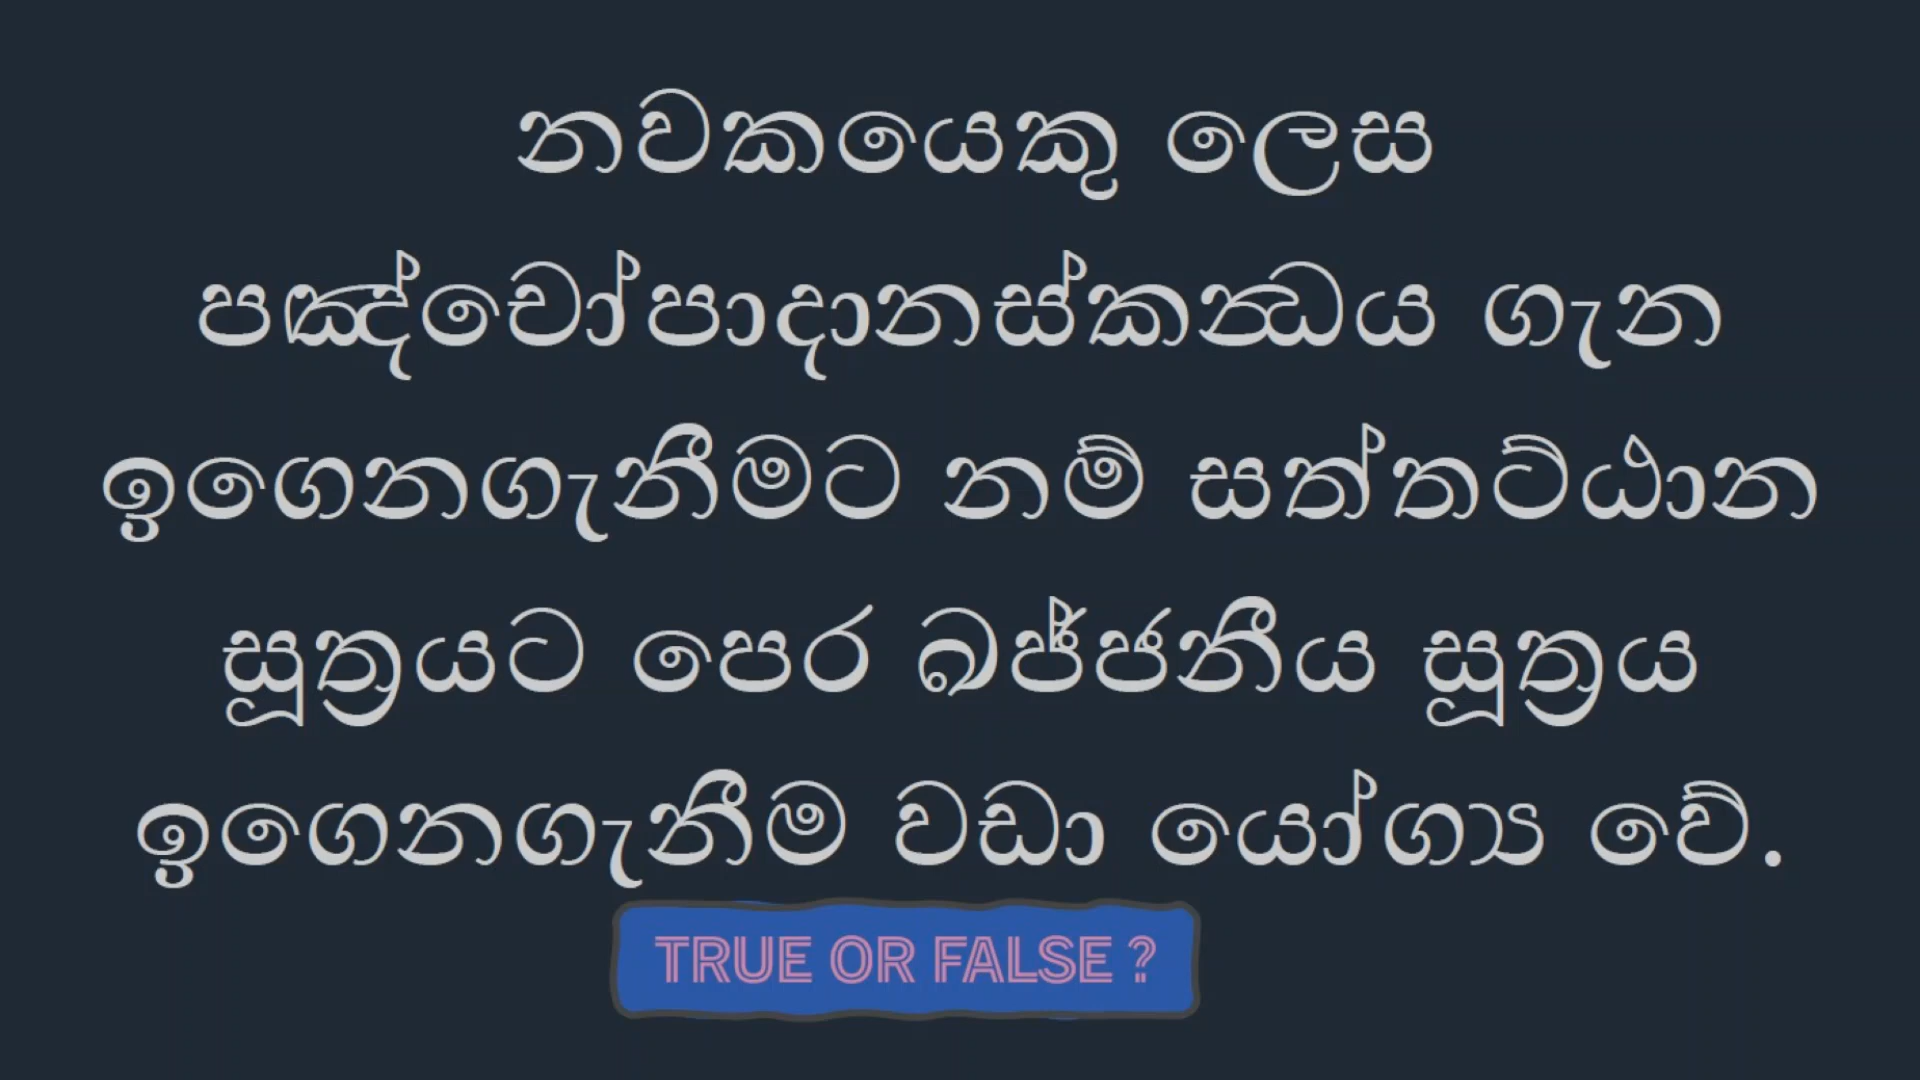 නවකයෙකු ලෙස
පඤ්චෝපාදානස්කන්‍ධය ගැන
ඉගෙනගැනීමට නම් සත්තට්ඨාන
සූත්‍රයට පෙර ඛජ්ජනීය සූත්‍රය
ඉගෙනගැනීම වඩා යෝග්‍ය වේ.
TRUE OR FALSE ?